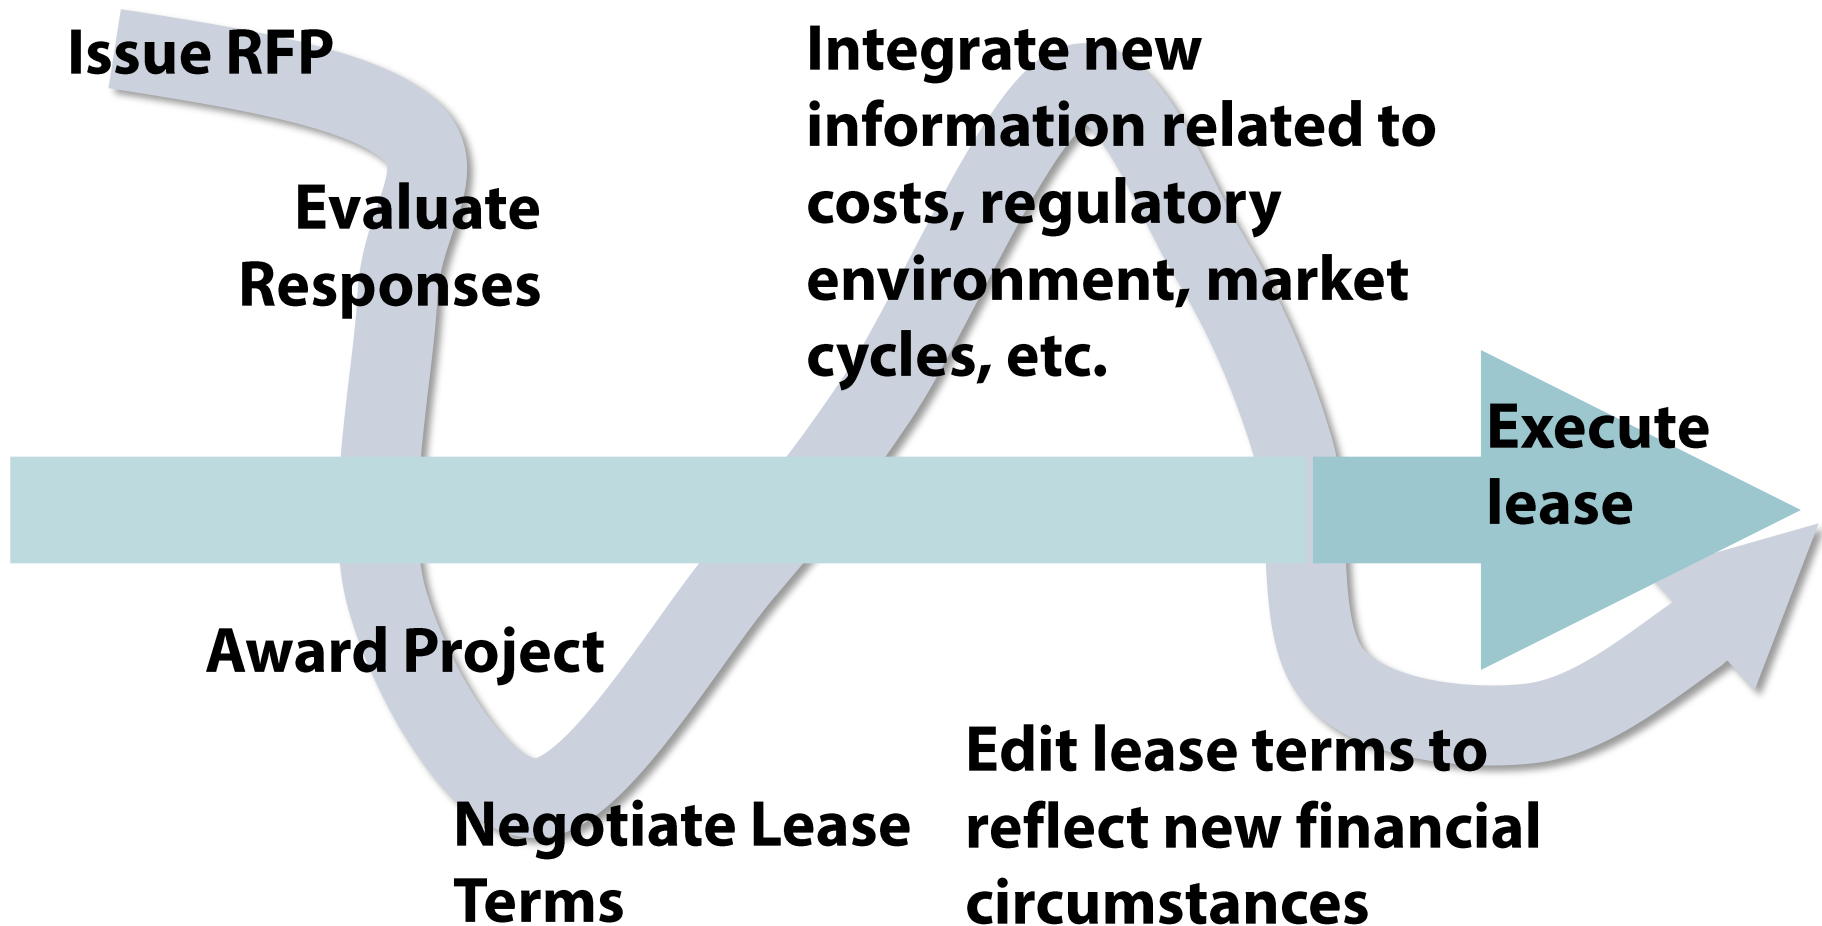 Issue RFP
Evaluate
Responses
Award Project
Negotiate Lease
Terms
Integrate new
information related to
costs, regulatory
environment, market
cycles, etc.
Edit lease terms to
reflect new financial
circumstances
Execute
lease